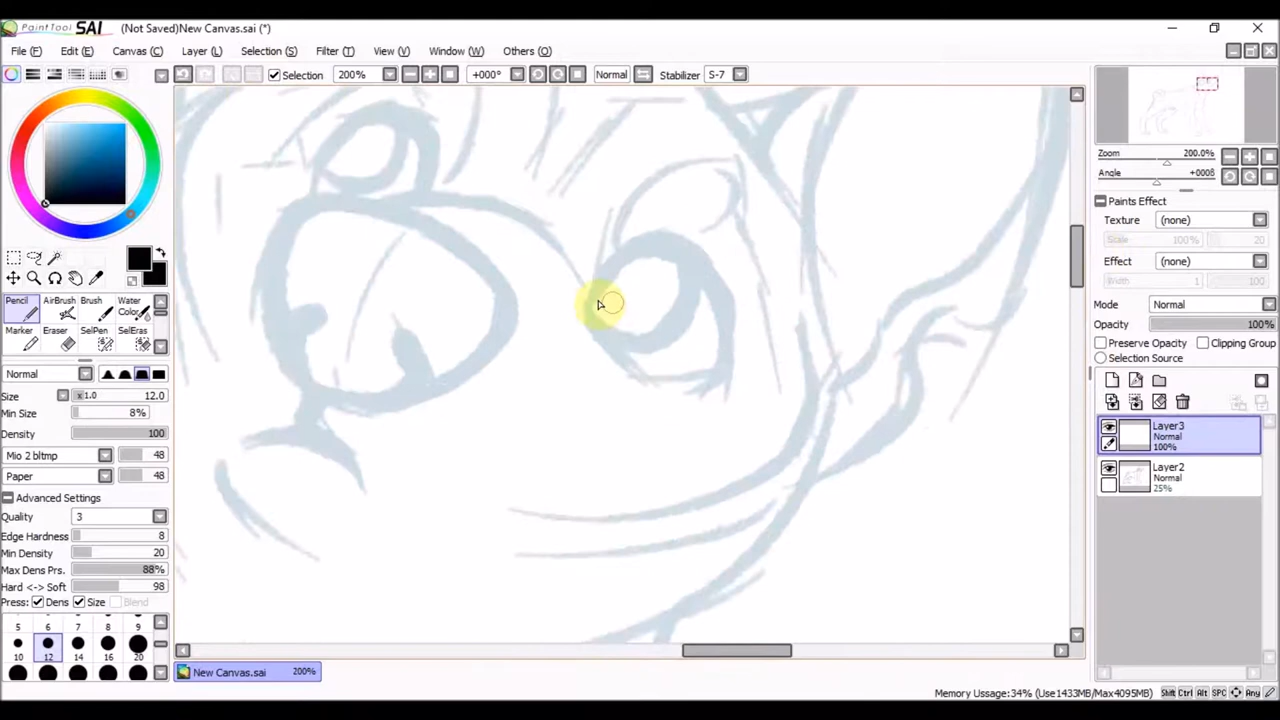 PaintTool SAI (Not Saved)New Canvas.sai (*)
File (F) Edit (E) Canvas (C) Layer (L) Selection (S) Filter (T) View (V) Window (W) Others (O)
Selection 200% +000° Normal Stabilizer S-7
Zoom 200.0%
Angle +0008
Paints Effect
Texture (none)
Scale 100% 20
Effect (none)
Width 1 100
Mode Normal
Opacity 100%
Preserve Opacity Clipping Group
Selection Source
Layer3
Normal
100%
Layer2
Normal
25%
Pencil AirBrush Brush Water Color
Marker Eraser SelPen SelEras
Normal
Size x1.0 12.0
Min Size 8%
Density 100
Mio 2 bltmp 48
Paper 48
Advanced Settings
Quality 3
Edge Hardness 8
Min Density 20
Max Dens Prs. 88%
Hard <-> Soft 98
Press: Dens Size Blend
5 6 7 8 9
10 12 14 16 20
New Canvas.sai 200%
Memory Ussage:34% (Use1433MB/Max4095MB) Shift Ctrl Alt SPC Any